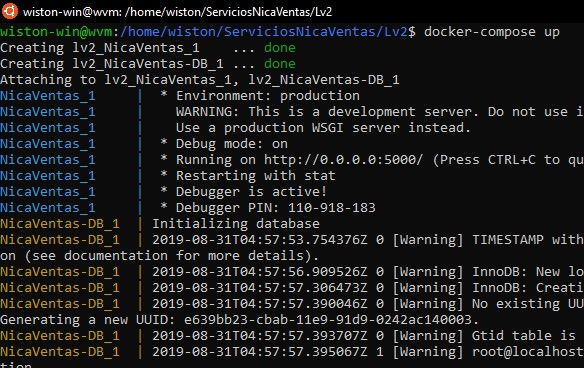 wiston-win@wvm: /home/wiston/ServiciosNicaVentas/Lv2
wiston-win@wvm:/home/wiston/ServiciosNicaVentas/Lv2$ docker-compose up
Creating lv2_NicaVentas_1    ... done
Creating lv2_NicaVentas-DB_1 ... done
Attaching to lv2_NicaVentas_1, lv2_NicaVentas-DB_1
NicaVentas_1     |  * Environment: production
NicaVentas_1     |    WARNING: This is a development server. Do not use i
NicaVentas_1     |    Use a production WSGI server instead.
NicaVentas_1     |  * Debug mode: on
NicaVentas_1     |  * Running on http://0.0.0.0:5000/ (Press CTRL+C to qu
NicaVentas_1     |  * Restarting with stat
NicaVentas_1     |  * Debugger is active!
NicaVentas_1     |  * Debugger PIN: 110-918-183
NicaVentas-DB_1  | Initializing database
NicaVentas-DB_1  | 2019-08-31T04:57:53.754376Z 0 [Warning] TIMESTAMP with
on (see documentation for more details).
NicaVentas-DB_1  | 2019-08-31T04:57:56.909526Z 0 [Warning] InnoDB: New lo
NicaVentas-DB_1  | 2019-08-31T04:57:57.306473Z 0 [Warning] InnoDB: Creati
NicaVentas-DB_1  | 2019-08-31T04:57:57.390046Z 0 [Warning] No existing UU
Generating a new UUID: e639bb23-cbab-11e9-91d9-0242ac140003.
NicaVentas-DB_1  | 2019-08-31T04:57:57.393707Z 0 [Warning] Gtid table is
NicaVentas-DB_1  | 2019-08-31T04:57:57.395067Z 1 [Warning] root@localhost
tion